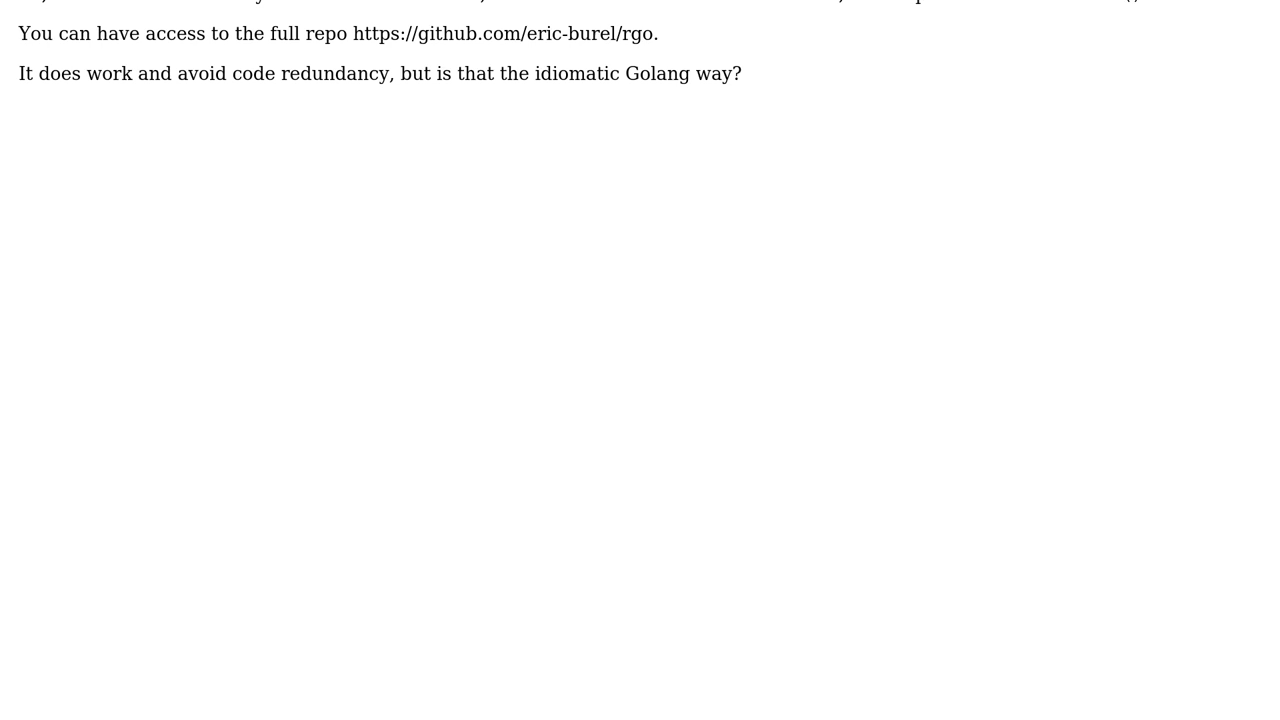 You can have access to the full repo https://github.com/eric-burel/rgo.
It does work and avoid code redundancy, but is that the idiomatic Golang way?